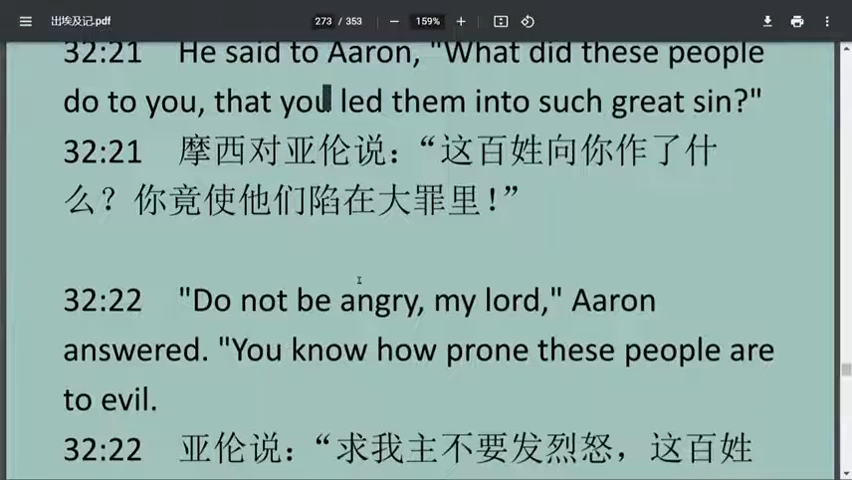 出埃及记.pdf
273 / 353
159%
32:21 He said to Aaron, "What did these people
do to you, that you led them into such great sin?"
32:21 摩西对亚伦说：“这百姓向你作了什
么？你竟使他们陷在大罪里！”
32:22 "Do not be angry, my lord," Aaron
answered. "You know how prone these people are
to evil.
32:22 亚伦说：“求我主不要发烈怒，这百姓